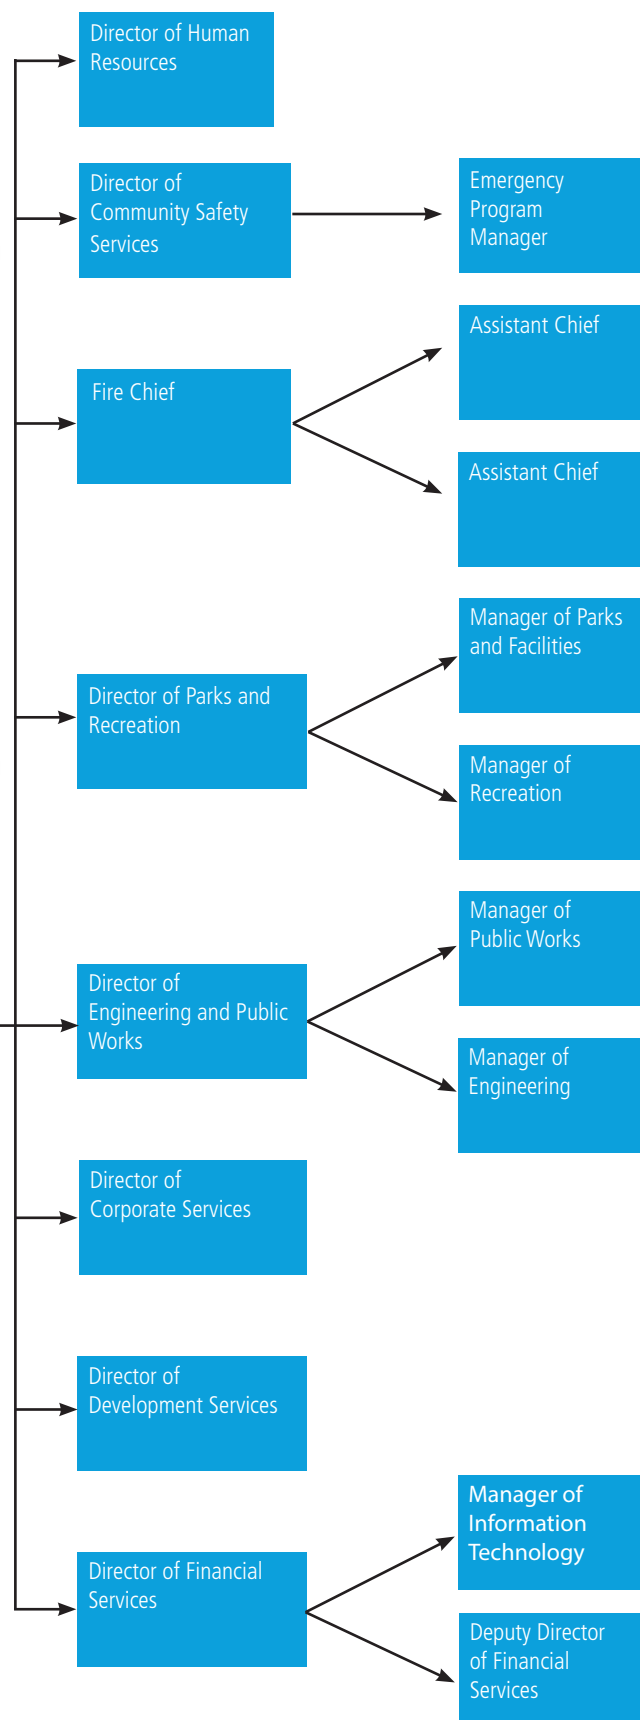 Director of Human
Resources
Director of
Community Safety
Services
Emergency
Program
Manager
Fire Chief
Assistant Chief
Assistant Chief
Director of Parks and
Recreation
Manager of Parks
and Facilities
Manager of
Recreation
Director of
Engineering and Public
Works
Manager of
Public Works
Manager of
Engineering
Director of
Corporate Services
Director of
Development Services
Director of Financial
Services
Manager of
Information
Technology
Deputy Director
of Financial
Services